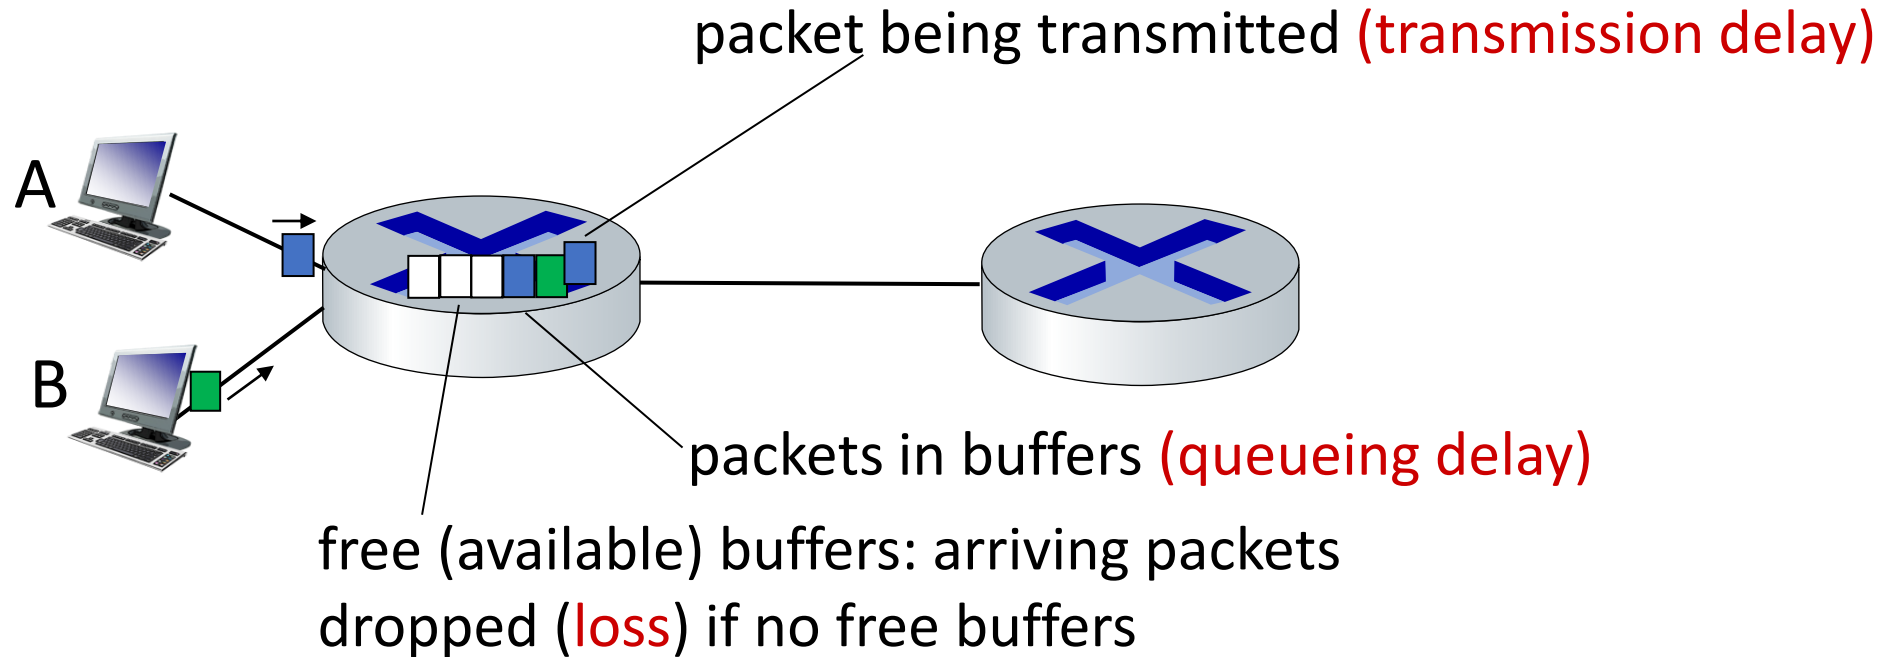 packet being transmitted (transmission delay)
A
B
packets in buffers (queueing delay)
free (available) buffers: arriving packets
dropped (loss) if no free buffers